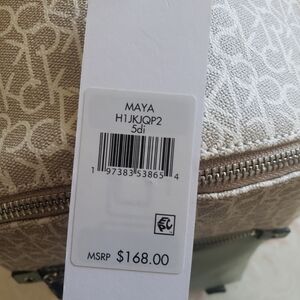 MAYA
H1JKJQP2
5di
1 97383 53865 4
MSRP $168.00